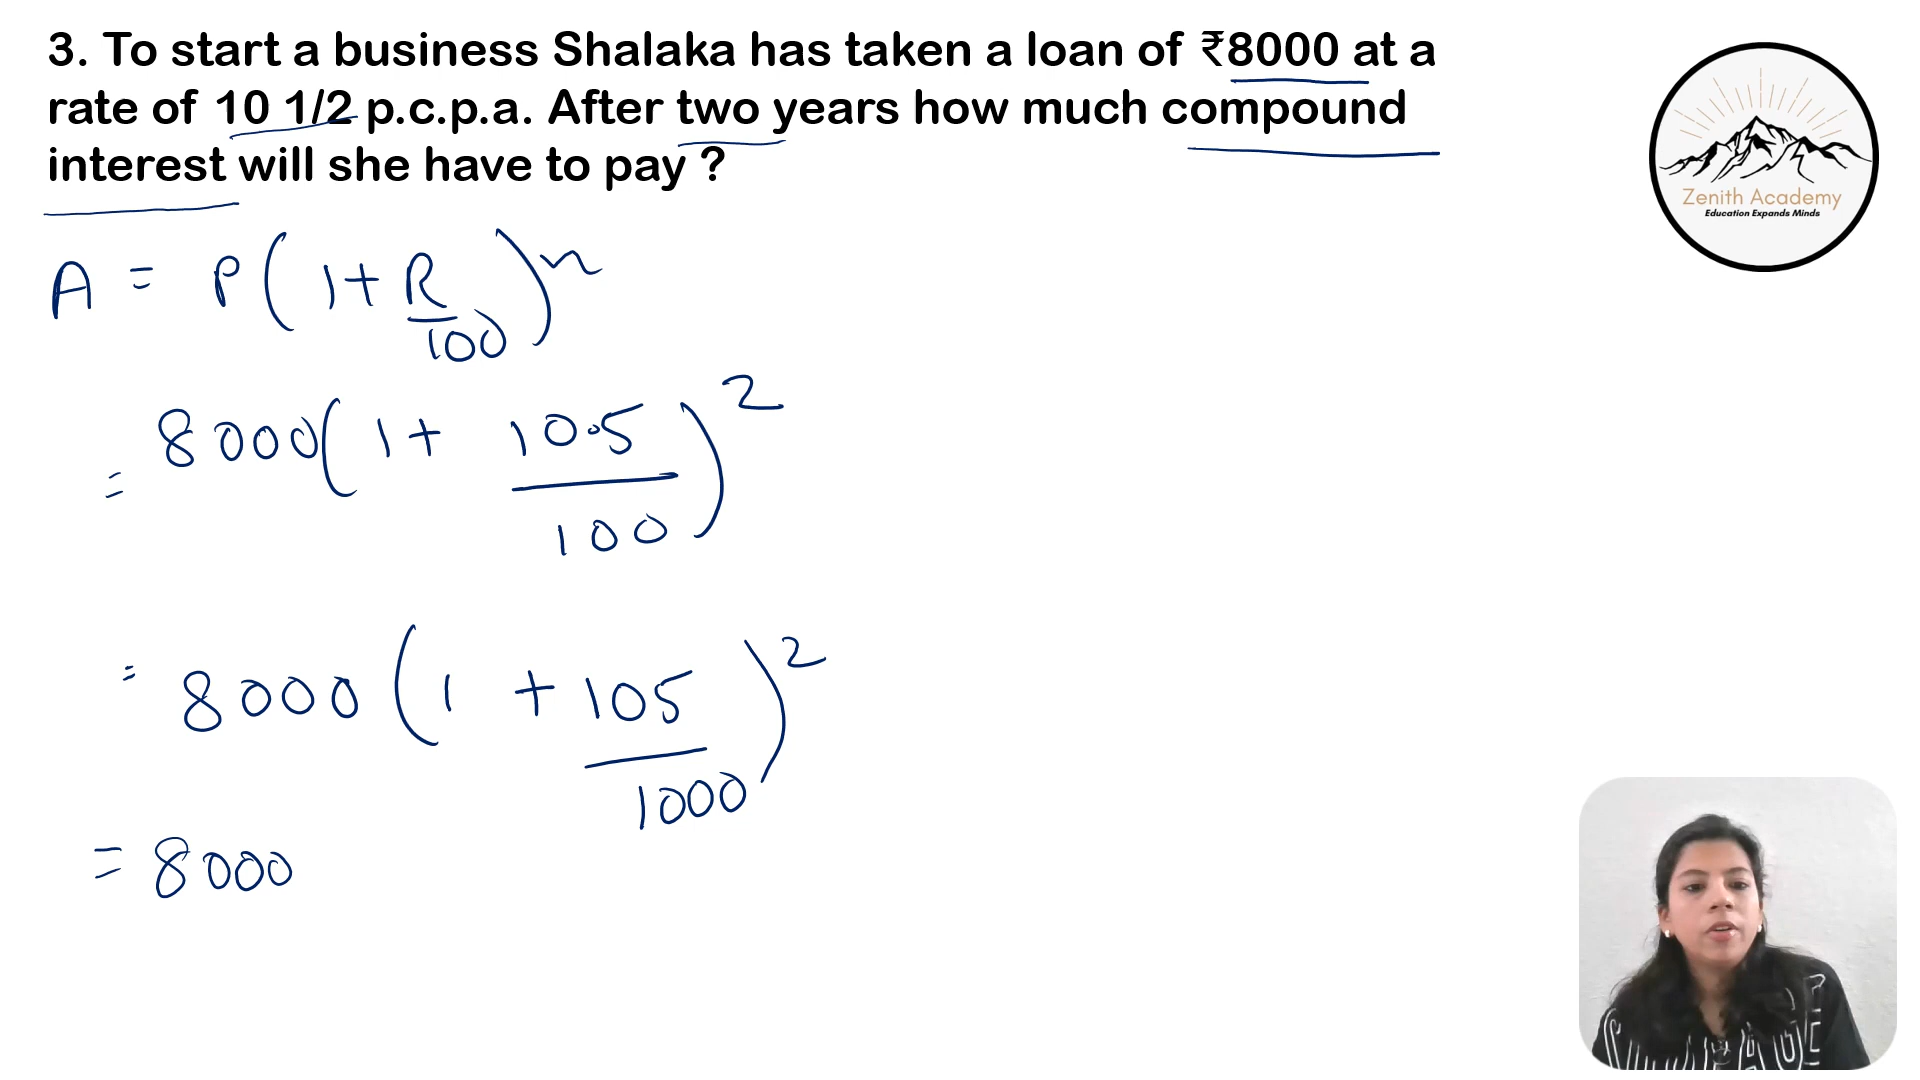 3. To start a business Shalaka has taken a loan of ₹8000 at a
rate of 10 1/2 p.c.p.a. After two years how much compound
interest will she have to pay ?
Zenith Academy
Education Expands Minds
A = P(1+R/100)^n
= 8000(1+ 10.5/100)^2
= 8000(1 + 105/1000)^2
= 8000